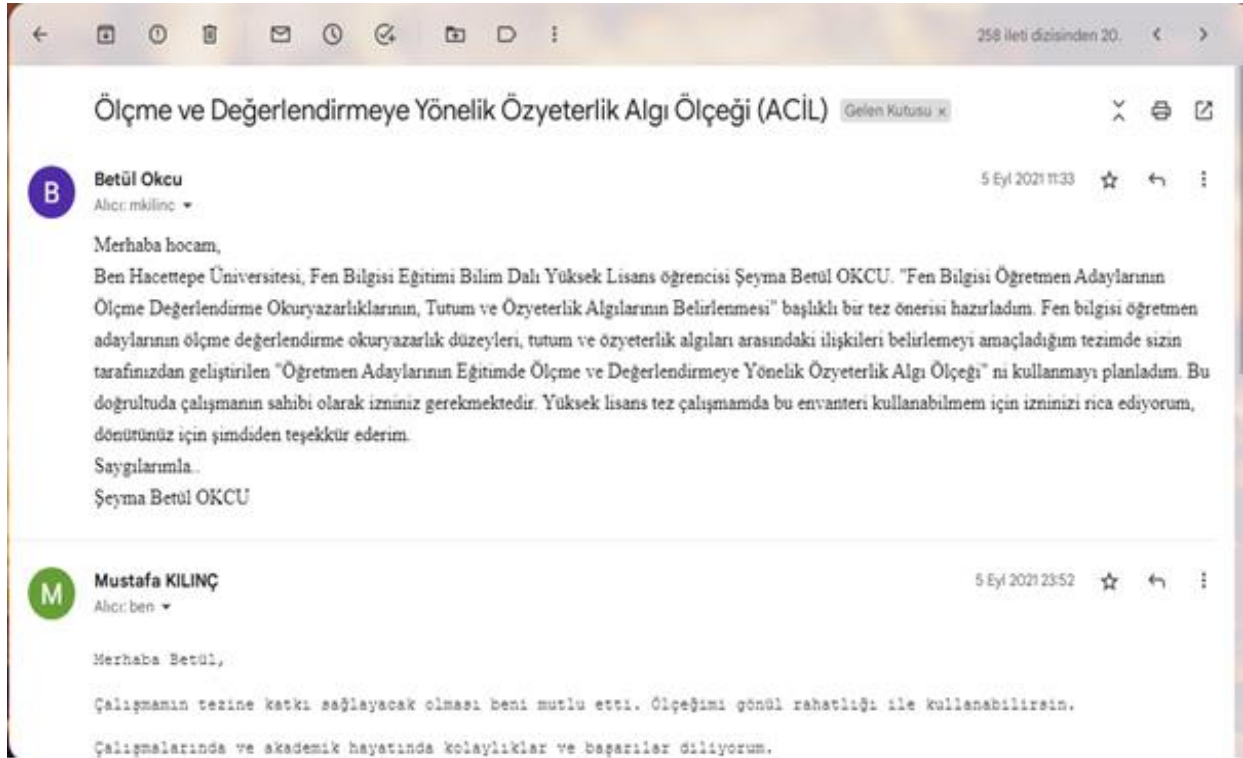 258 ileti dizisinden 20.
Ölçme ve Değerlendirmeye Yönelik Özyeterlik Algı Ölçeği (ACİL) Gelen Kutusu x
B
Betül Okcu
5 Eyl 2021 11:33
Alıcı: mkilinc
Merhaba hocam,
Ben Hacettepe Üniversitesi, Fen Bilgisi Eğitimi Bilim Dalı Yüksek Lisans öğrencisi Şeyma Betül OKCU. "Fen Bilgisi Öğretmen Adaylarının
Ölçme Değerlendirme Okuryazarlıklarının, Tutum ve Özyeterlik Algılarının Belirlenmesi" başlıklı bir tez önerisi hazırladım. Fen bilgisi öğretmen
adaylarının ölçme değerlendirme okuryazarlık düzeyleri, tutum ve özyeterlik algıları arasındaki ilişkileri belirlemeyi amaçladığım tezimde sizin
tarafınızdan geliştirilen "Öğretmen Adaylarının Eğitimde Ölçme ve Değerlendirmeye Yönelik Özyeterlik Algı Ölçeği" ni kullanmayı planladım. Bu
doğrultuda çalışmanın sahibi olarak izniniz gerekmektedir. Yüksek lisans tez çalışmamda bu envanteri kullanabilmem için izninizi rica ediyorum,
dönütünüz için şimdiden teşekkür ederim.
Saygılarımla..
Şeyma Betül OKCU
M
Mustafa KILINÇ
5 Eyl 2021 23:52
Alıcı: ben
Merhaba Betül,
Çalışmamın tezine katkı sağlayacak olması beni mutlu etti. Ölçeğimi gönül rahatlığı ile kullanabilirsin.
Çalışmalarında ve akademik hayatında kolaylıklar ve başarılar diliyorum.